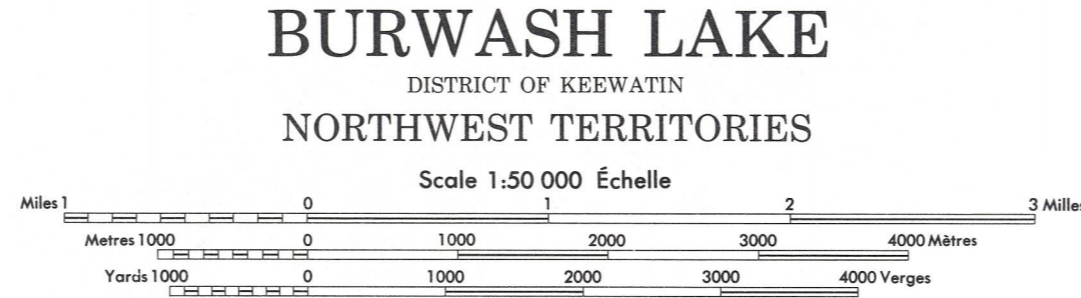 BURWASH LAKE
DISTRICT OF KEEWATIN
NORTHWEST TERRITORIES
Scale 1:50 000 Échelle
Miles 1 0 1 2 3 Milles
Metres 1000 0 1000 2000 3000 4000 Mètres
Yards 1000 0 1000 2000 3000 4000 Verges